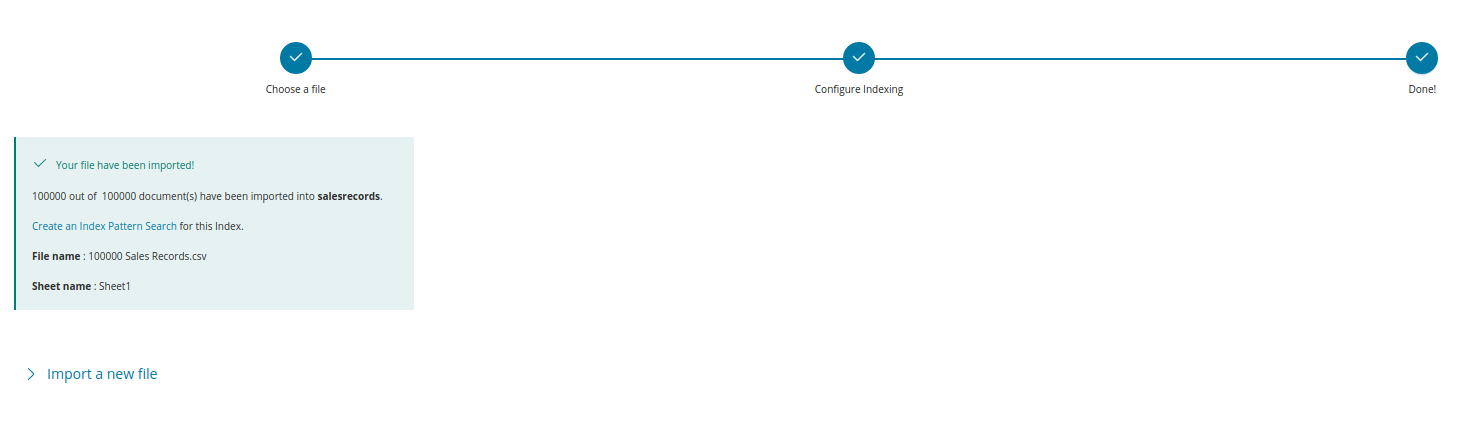 Choose a file
Configure Indexing
Done!
Your file have been imported!
100000 out of 100000 document(s) have been imported into salesrecords.
Create an Index Pattern Search for this Index.
File name : 100000 Sales Records.csv
Sheet name : Sheet1
Import a new file